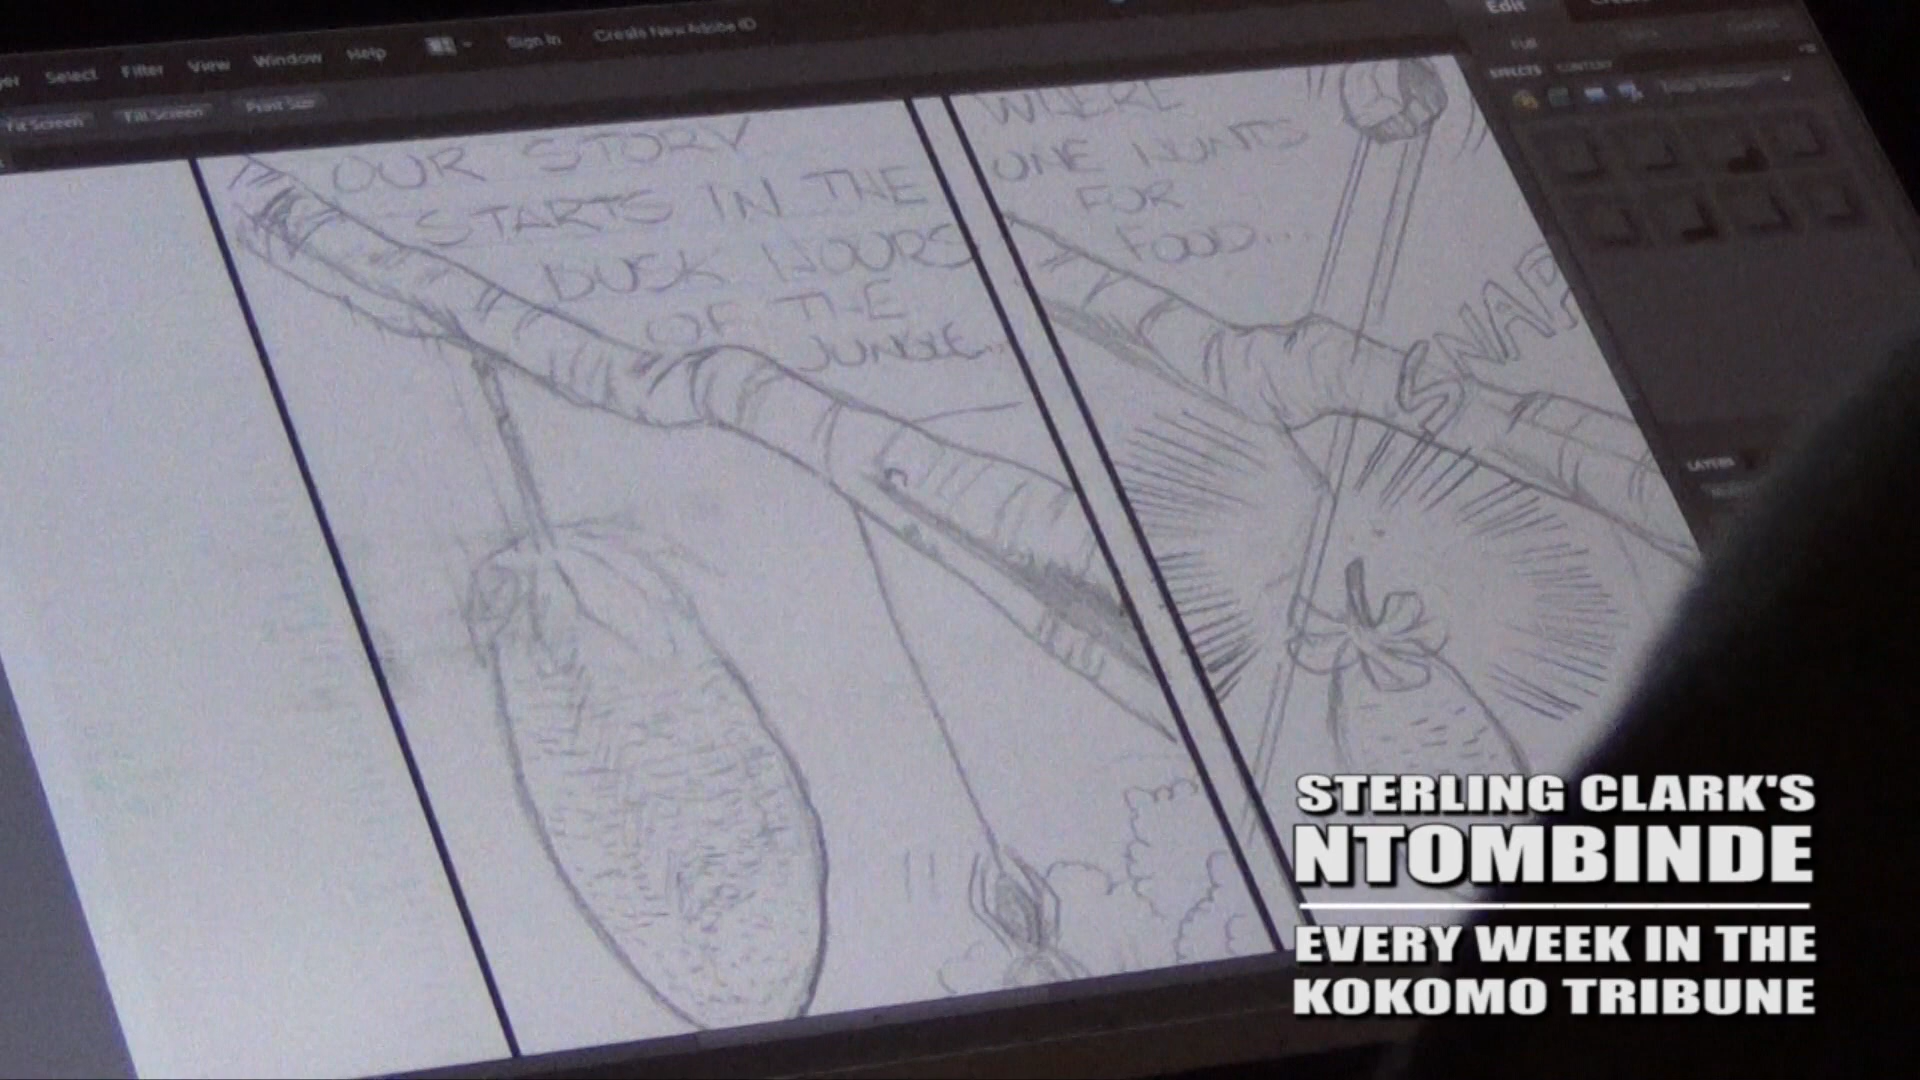 Select Filter View Window Help Sign In Create New Adobe ID
Fit Screen Fill Screen Print Size
Edit
EFFECTS CONTENT
LAYERS
OUR STORY
STARTS IN THE
DUSK HOURS
OF THE
JUNGLE...
WHERE
ONE HUNTS
FOR
FOOD...
SNAP
STERLING CLARK'S
NTOMBINDE
EVERY WEEK IN THE
KOKOMO TRIBUNE